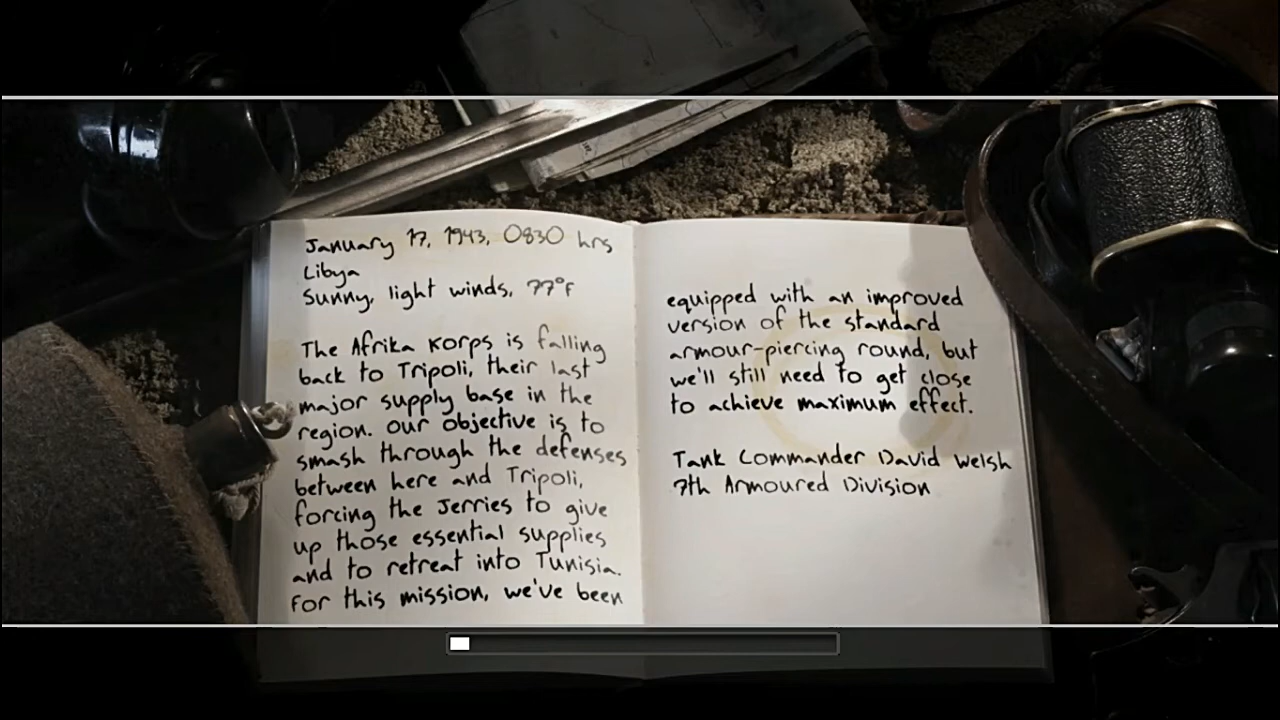 January 17, 1943, 0830 hrs
Libya
Sunny, light winds, 77°F
The Afrika Korps is falling
back to Tripoli, their last
major supply base in the
region. Our objective is to
smash through the defenses
between here and Tripoli,
forcing the Jerries to give
up those essential supplies
and to retreat into Tunisia.
For this mission, we've been
equipped with an improved
version of the standard
armour-piercing round, but
we'll still need to get close
to achieve maximum effect.
Tank Commander David Welsh
7th Armoured Division